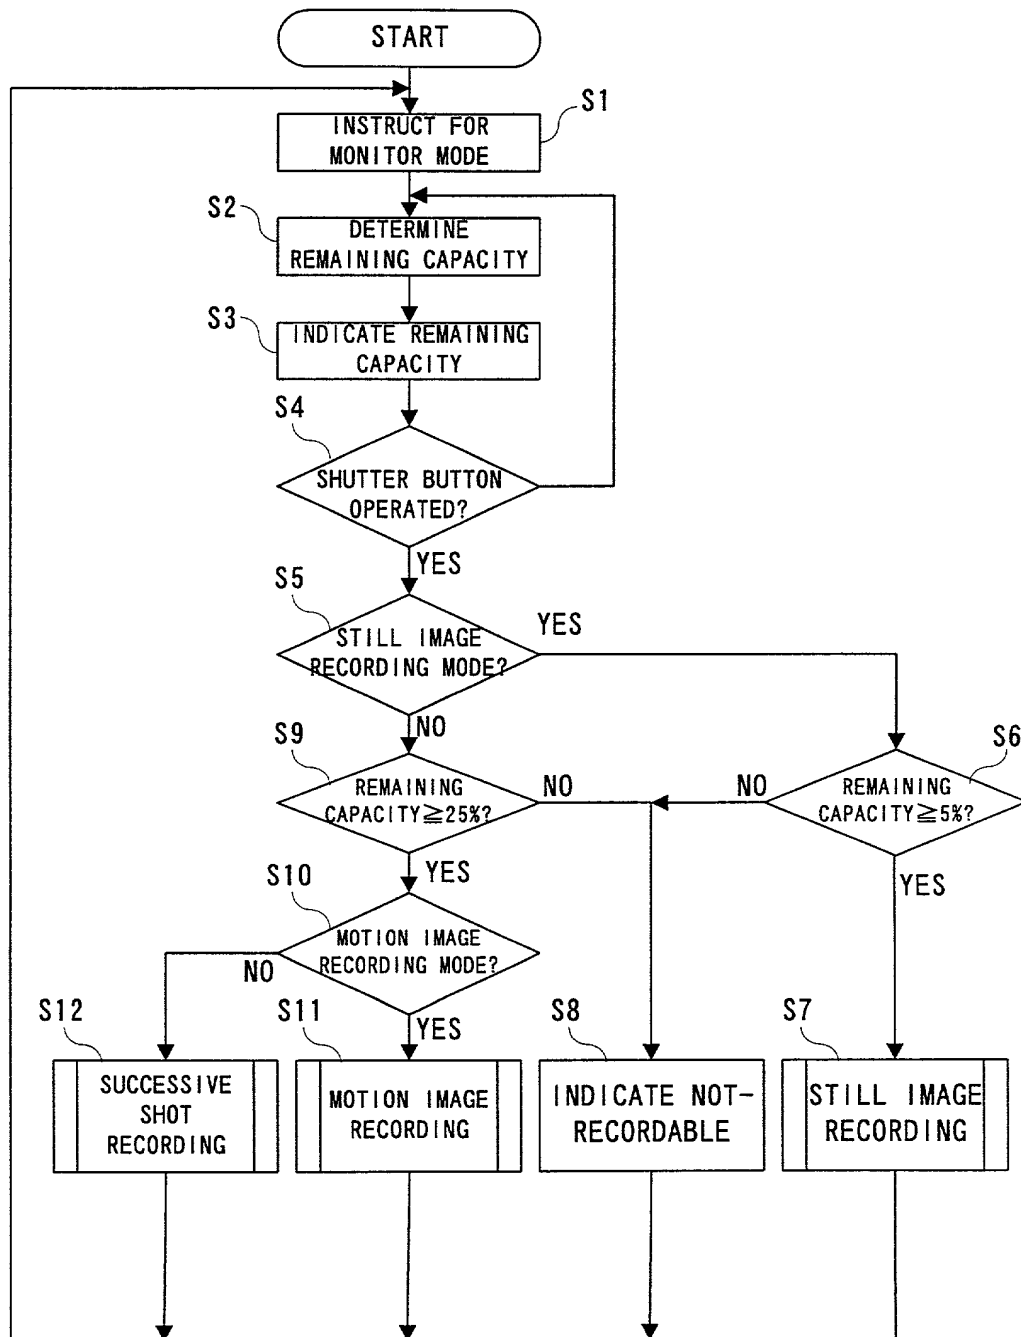 START
S1
INSTRUCT FOR
MONITOR MODE
S2
DETERMINE
REMAINING CAPACITY
S3
INDICATE REMAINING
CAPACITY
S4
SHUTTER BUTTON
OPERATED?
YES
S5
STILL IMAGE
RECORDING MODE?
YES
NO
S9
REMAINING
CAPACITY≧25%?
NO
YES
S6
REMAINING
CAPACITY≧5%?
NO
YES
S10
MOTION IMAGE
RECORDING MODE?
NO
YES
S12
SUCCESSIVE
SHOT
RECORDING
S11
MOTION IMAGE
RECORDING
S8
INDICATE NOT-
RECORDABLE
S7
STILL IMAGE
RECORDING